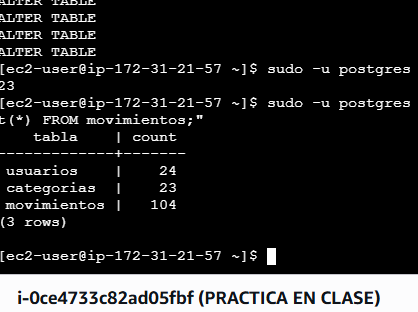 ALTER TABLE
ALTER TABLE
ALTER TABLE
ALTER TABLE
[ec2-user@ip-172-31-21-57 ~]$ sudo -u postgres
23
[ec2-user@ip-172-31-21-57 ~]$ sudo -u postgres
t(*) FROM movimientos;"
    tabla    | count
-------------+-------
 usuarios    |    24
 categorias  |    23
 movimientos |   104
(3 rows)
[ec2-user@ip-172-31-21-57 ~]$
i-0ce4733c82ad05fbf (PRACTICA EN CLASE)